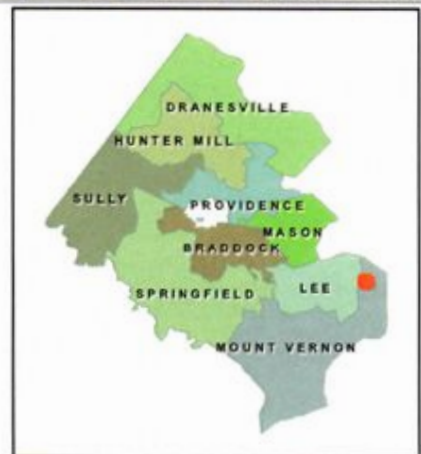 DRANESVILLE
HUNTER MILL
SULLY
PROVIDENCE
MASON
BRADDOCK
LEE
SPRINGFIELD
MOUNT VERNON